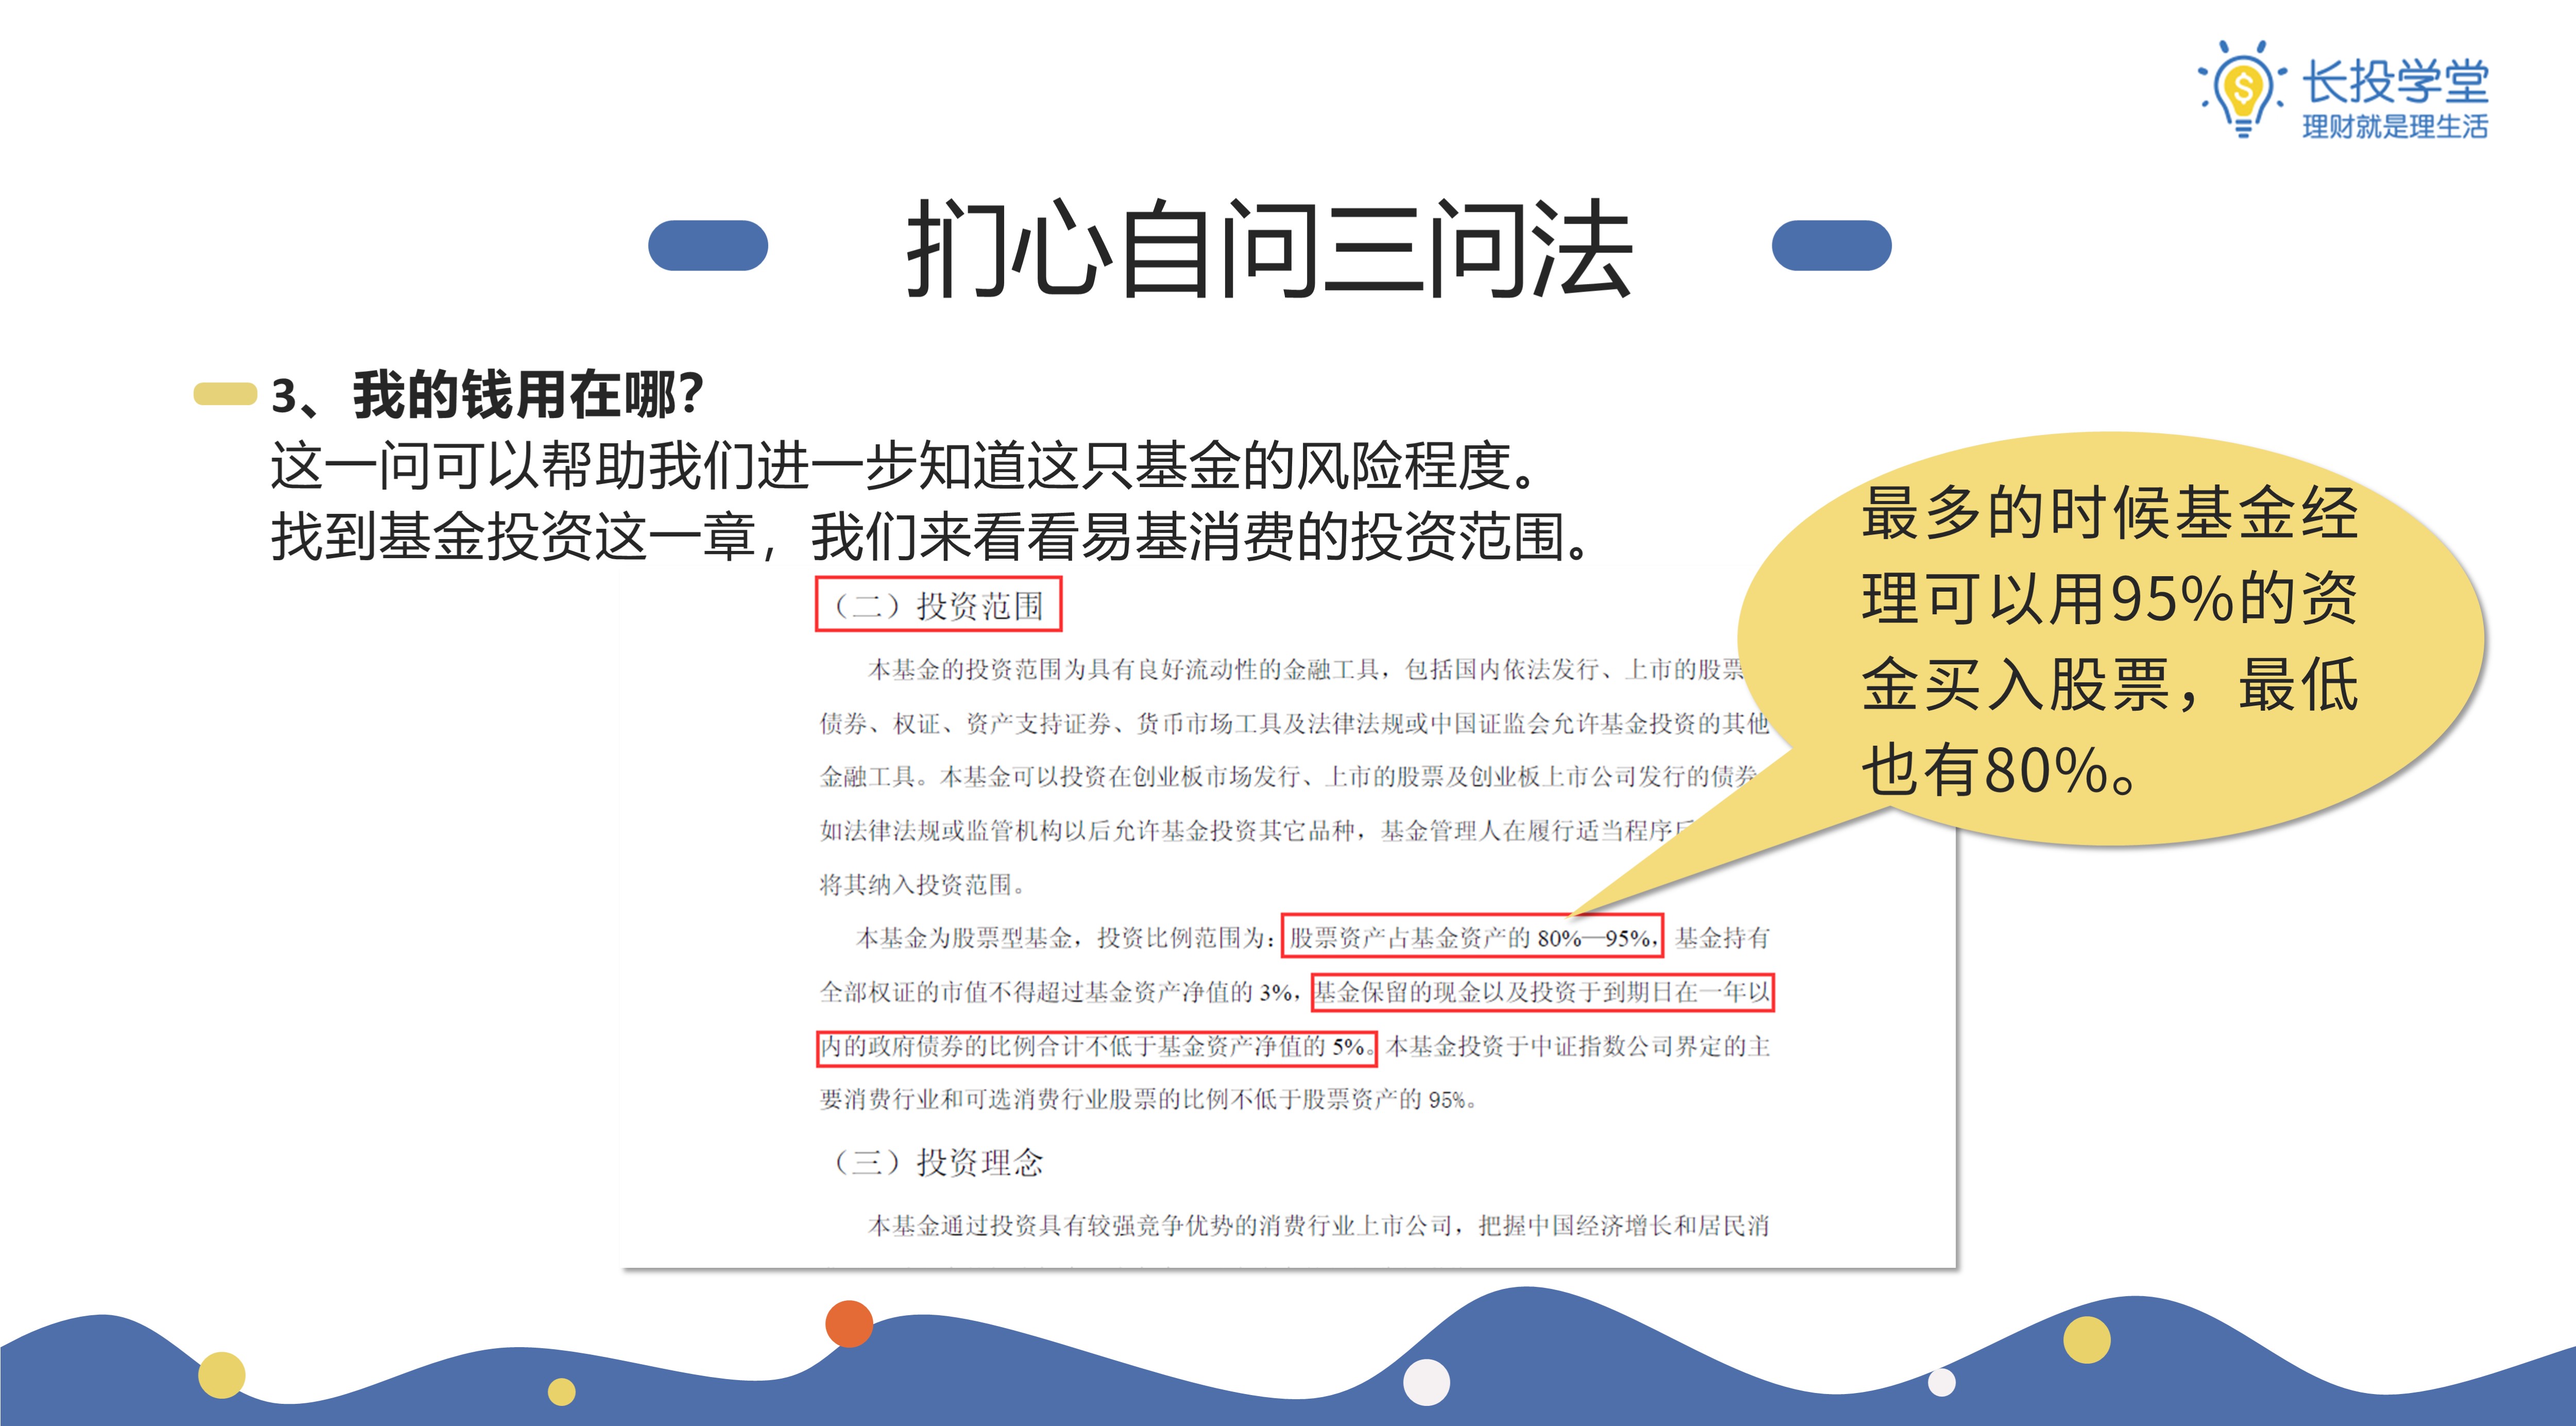 长投学堂
理财就是理生活
扪心自问三问法
3、我的钱用在哪？
这一问可以帮助我们进一步知道这只基金的风险程度。
找到基金投资这一章，我们来看看易基消费的投资范围。
最多的时候基金经
理可以用95%的资
金买入股票，最低
也有80%。
（二）投资范围
本基金的投资范围为具有良好流动性的金融工具，包括国内依法发行、上市的股票
债券、权证、资产支持证券、货币市场工具及法律法规或中国证监会允许基金投资的其他
金融工具。本基金可以投资在创业板市场发行、上市的股票及创业板上市公司发行的债券
如法律法规或监管机构以后允许基金投资其它品种，基金管理人在履行适当程序
将其纳入投资范围。
本基金为股票型基金，投资比例范围为：股票资产占基金资产的 80%—95%，基金持有
全部权证的市值不得超过基金资产净值的 3%，基金保留的现金以及投资于到期日在一年以
内的政府债券的比例合计不低于基金资产净值的 5%。本基金投资于中证指数公司界定的主
要消费行业和可选消费行业股票的比例不低于股票资产的 95%。
（三）投资理念
本基金通过投资具有较强竞争优势的消费行业上市公司，把握中国经济增长和居民消